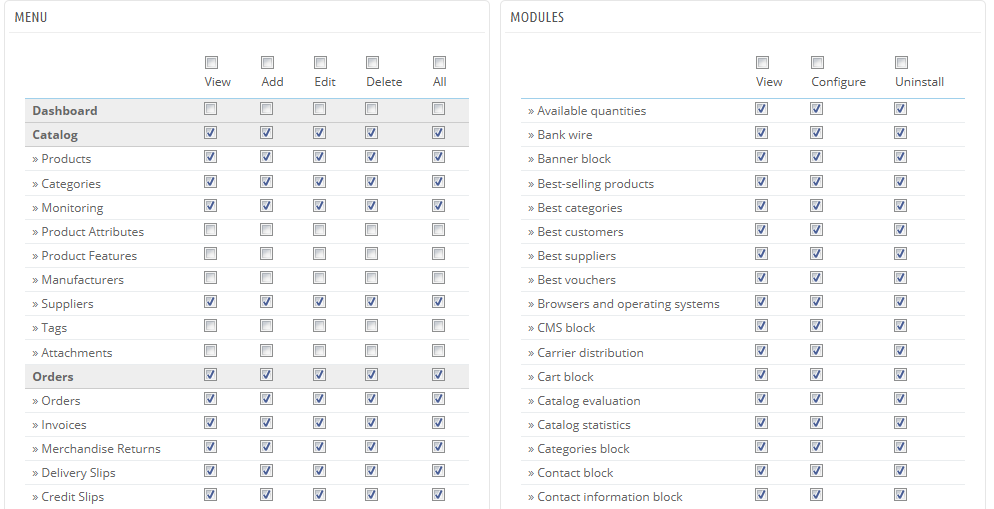 MENU
View Add Edit Delete All
Dashboard
Catalog
» Products
» Categories
» Monitoring
» Product Attributes
» Product Features
» Manufacturers
» Suppliers
» Tags
» Attachments
Orders
» Orders
» Invoices
» Merchandise Returns
» Delivery Slips
» Credit Slips
MODULES
View Configure Uninstall
» Available quantities
» Bank wire
» Banner block
» Best-selling products
» Best categories
» Best customers
» Best suppliers
» Best vouchers
» Browsers and operating systems
» CMS block
» Carrier distribution
» Cart block
» Catalog evaluation
» Catalog statistics
» Categories block
» Contact block
» Contact information block